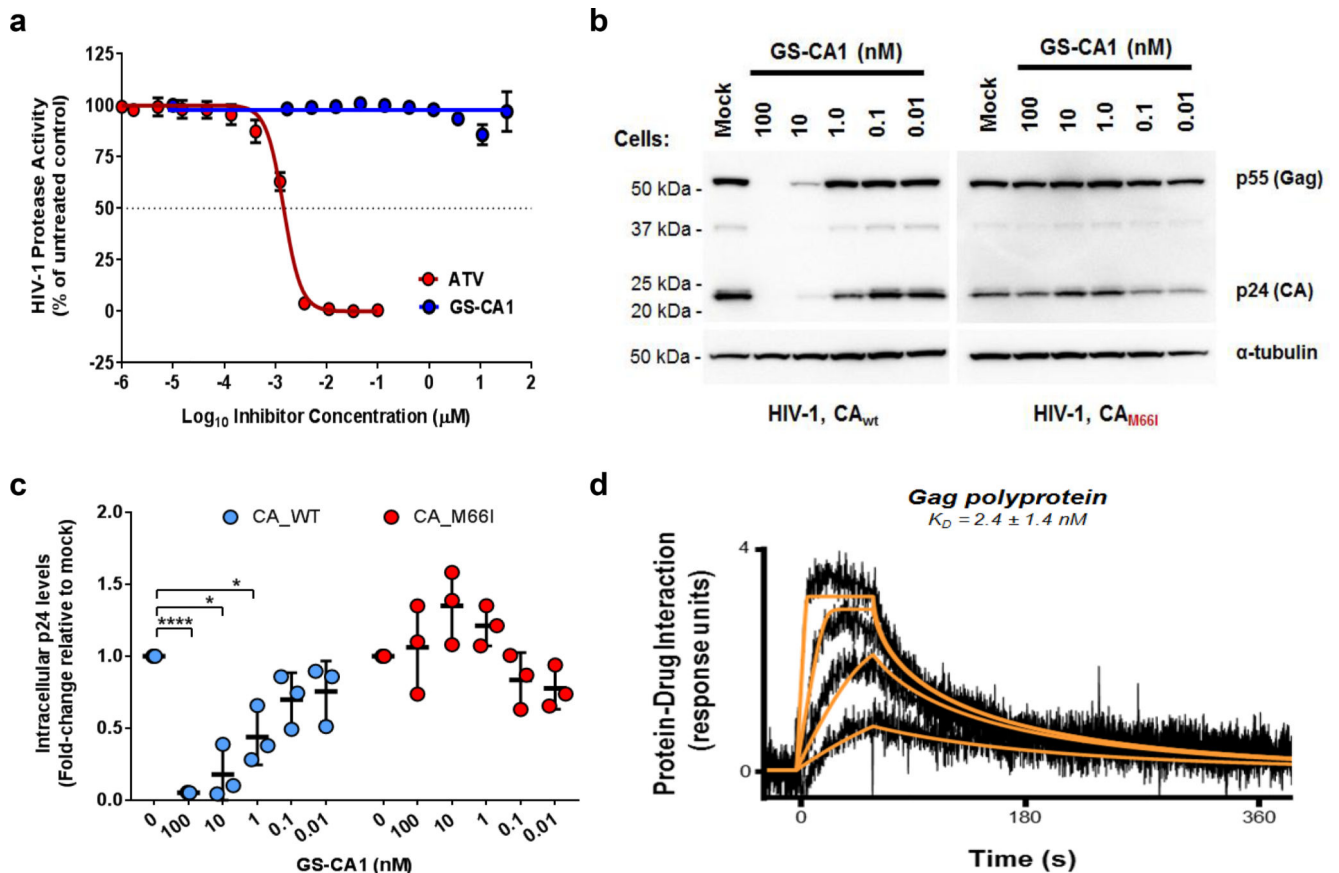 a
HIV-1 Protease Activity
(% of untreated control)
125
100
75
50
25
0
-25
-6
-5
-4
-3
-2
-1
0
1
2
Log10 Inhibitor Concentration (μM)
ATV
GS-CA1
b
GS-CA1 (nM)
GS-CA1 (nM)
Cells:
Mock
100
10
1.0
0.1
0.01
Mock
100
10
1.0
0.1
0.01
50 kDa -
37 kDa -
25 kDa -
20 kDa -
50 kDa -
p55 (Gag)
p24 (CA)
α-tubulin
HIV-1, CAwt
HIV-1, CAM66I
c
Intracellular p24 levels
(Fold-change relative to mock)
2.0
1.5
1.0
0.5
0.0
CA_WT
CA_M66I
****
*
*
0
100
10
1
0.1
0.01
0
100
10
1
0.1
0.01
GS-CA1 (nM)
d
Gag polyprotein
KD = 2.4 ± 1.4 nM
Protein-Drug Interaction
(response units)
4
0
0
180
360
Time (s)